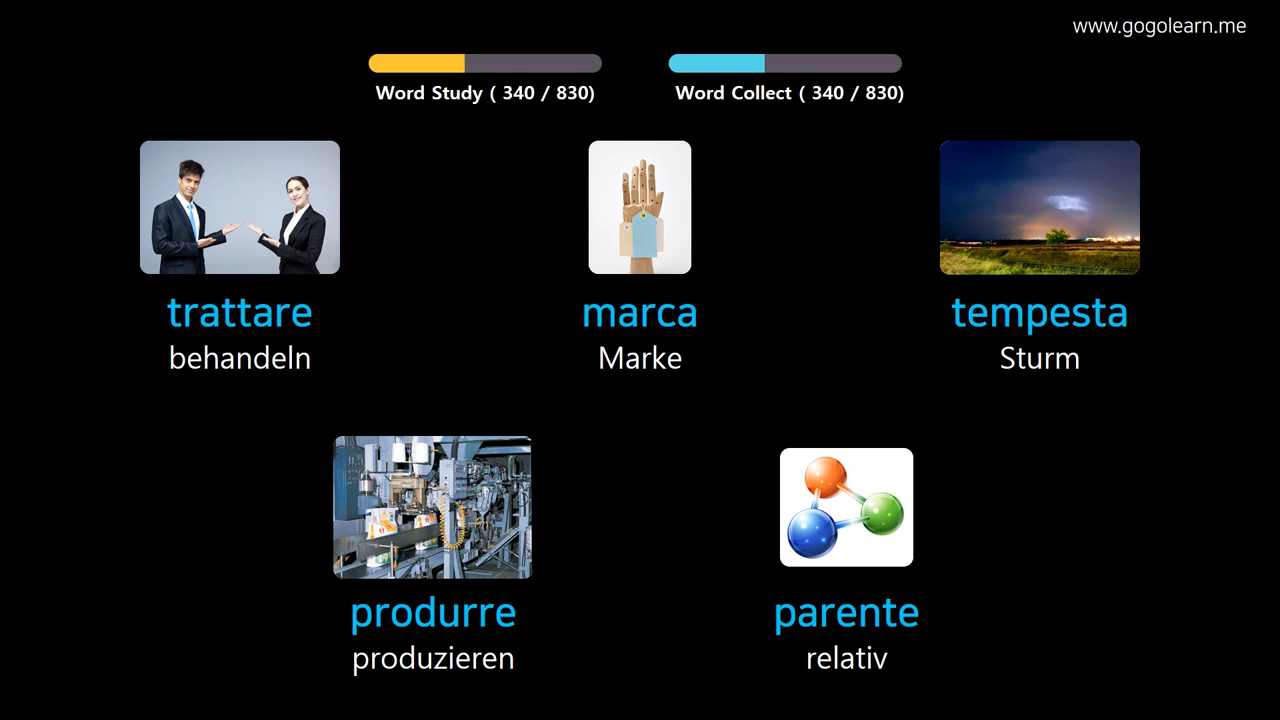 www.gogolearn.me
Word Study ( 340 / 830)
Word Collect ( 340 / 830)
trattare
behandeln
marca
Marke
tempesta
Sturm
produrre
produzieren
parente
relativ